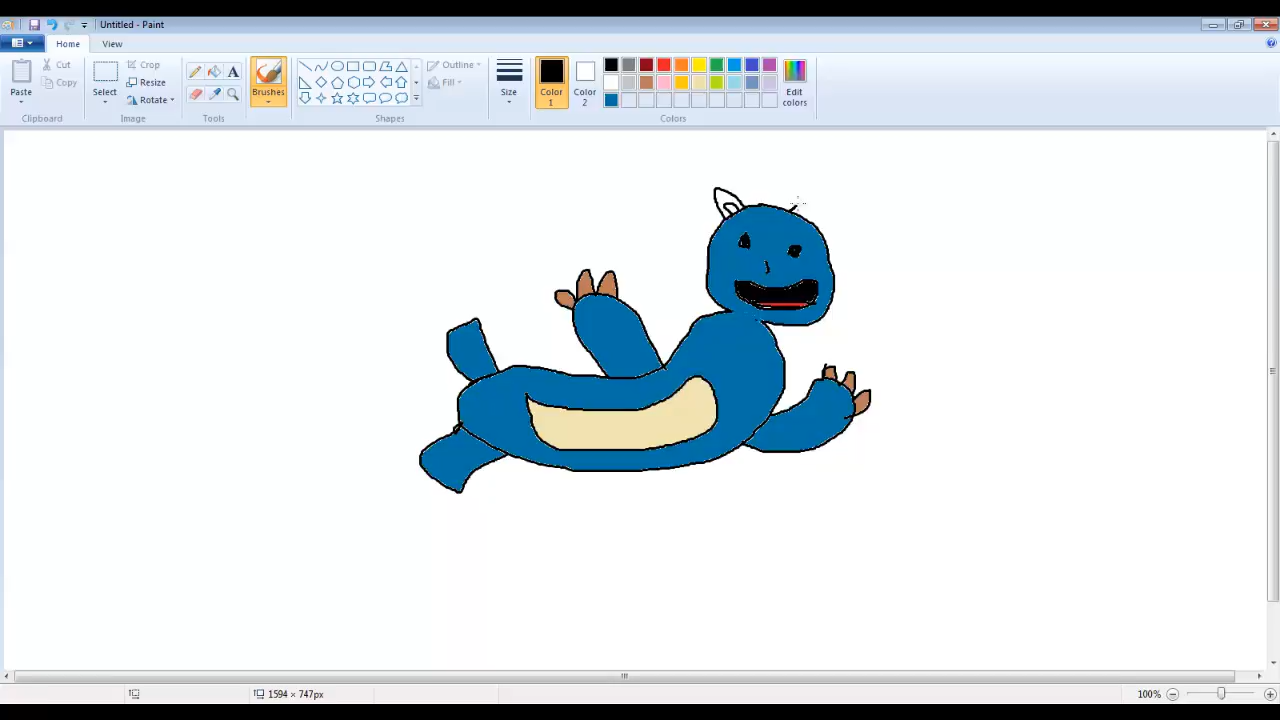 Untitled - Paint
Home View
Cut
Copy
Paste
Clipboard
Select
Crop
Resize
Rotate
Image
A
Tools
Brushes
Outline
Fill
Shapes
Size
Color 1
Color 2
Edit colors
Colors
1594 × 747px
100%